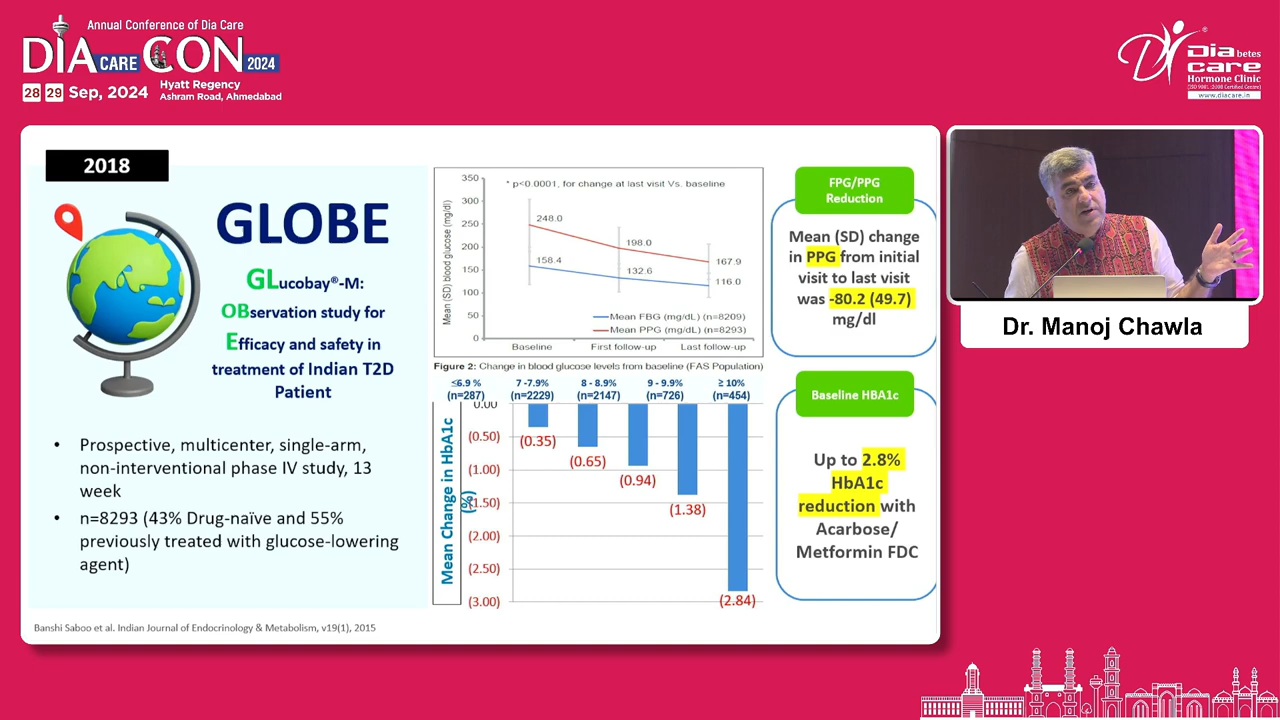 Annual Conference of Dia Care
DIA CARE CON 2024
28 29 Sep, 2024
Hyatt Regency
Ashram Road, Ahmedabad
Diabetes
care
Hormone Clinic
(ISO 9001 :2008 Certified Centre)
www.diacare.in
2018
GLOBE
GLucobay®-M:
OBservation study for
Efficacy and safety in
treatment of Indian T2D
Patient
• Prospective, multicenter, single-arm,
non-interventional phase IV study, 13
week
• n=8293 (43% Drug-naïve and 55%
previously treated with glucose-lowering
agent)
Banshi Saboo et al. Indian Journal of Endocrinology & Metabolism, v19(1), 2015
* p<0.0001, for change at last visit Vs. baseline
Mean (SD) blood glucose (mg/dl)
350
300
250
200
150
100
50
0
248.0
198.0
167.9
158.4
132.6
116.0
Mean FBG (mg/dL) (n=8209)
Mean PPG (mg/dL) (n=8293)
Baseline First follow-up Last follow-up
Figure 2: Change in blood glucose levels from baseline (FAS Population)
≤6.9 % 7 -7.9% 8 - 8.9% 9 - 9.9% ≥ 10%
(n=287) (n=2229) (n=2147) (n=726) (n=454)
Mean Change in HbA1c
(%)
0.00
(0.50)
(1.00)
(1.50)
(2.00)
(2.50)
(3.00)
(0.35)
(0.65)
(0.94)
(1.38)
(2.84)
FPG/PPG
Reduction
Mean (SD) change
in PPG from initial
visit to last visit
was -80.2 (49.7)
mg/dl
Baseline HBA1c
Up to 2.8%
HbA1c
reduction with
Acarbose/
Metformin FDC
Dr. Manoj Chawla